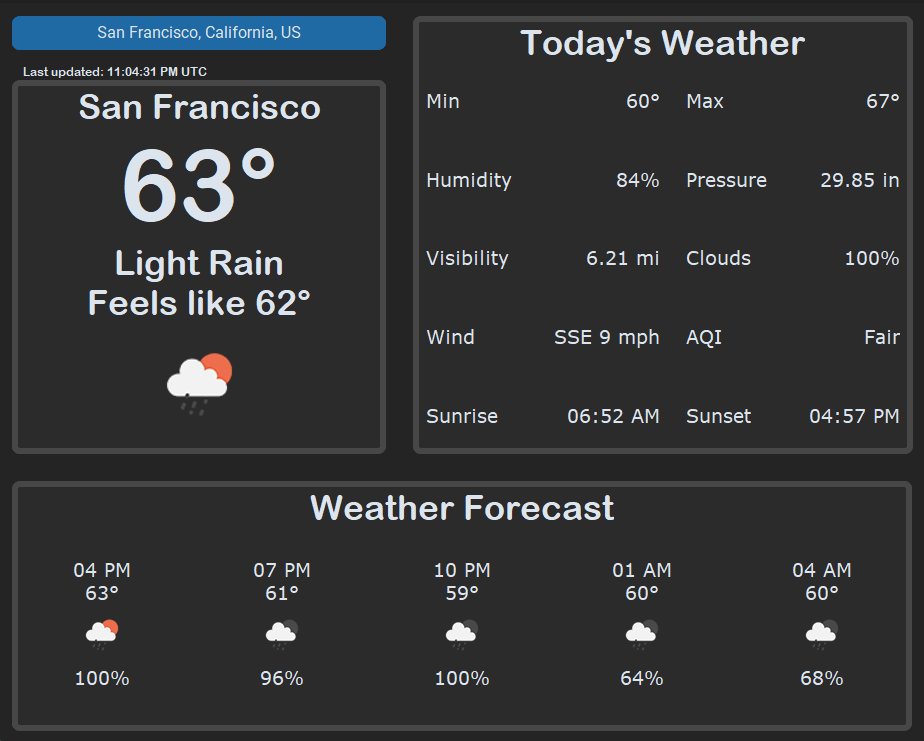 San Francisco, California, US
Last updated: 11:04:31 PM UTC
San Francisco
63°
Light Rain
Feels like 62°
Today's Weather
Min 60° Max 67°
Humidity 84% Pressure 29.85 in
Visibility 6.21 mi Clouds 100%
Wind SSE 9 mph AQI Fair
Sunrise 06:52 AM Sunset 04:57 PM
Weather Forecast
04 PM 07 PM 10 PM 01 AM 04 AM
63° 61° 59° 60° 60°
100% 96% 100% 64% 68%